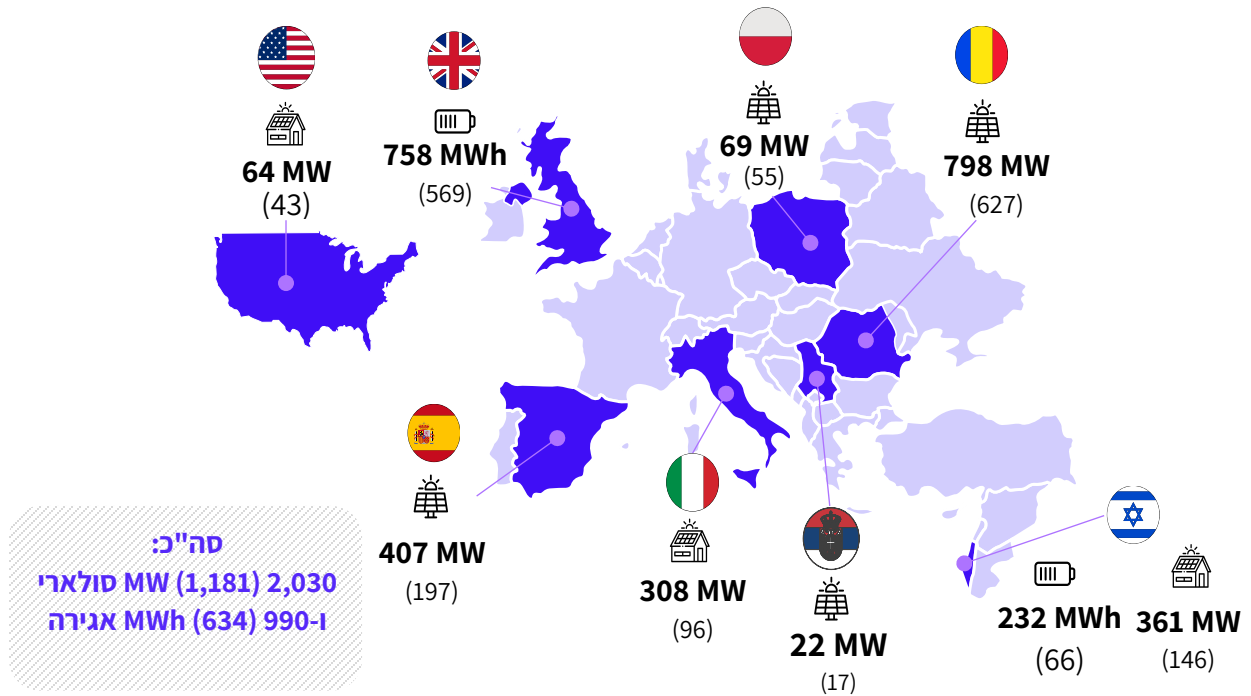 64 MW
(43)
758 MWh
(569)
69 MW
(55)
798 MW
(627)
407 MW
(197)
308 MW
(96)
22 MW
(17)
232 MWh
(66)
361 MW
(146)
סה"כ:
2,030 (1,181) MW סולארי
ו-990 (634) MWh אגירה